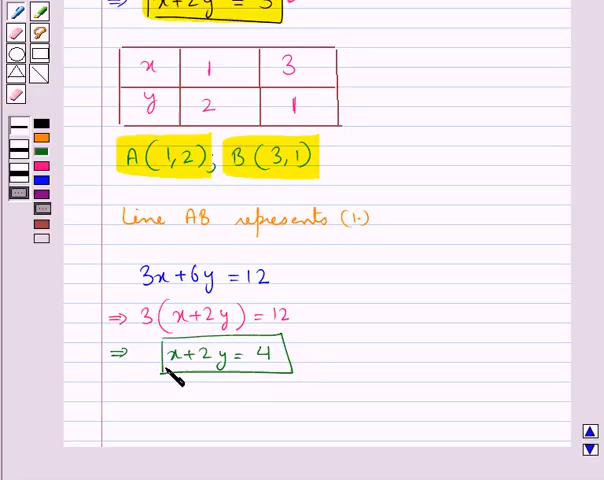 ⇒ x+2y = 5
x 1 3
y 2 1
A (1,2); B (3,1)
Line AB represents (1.)
3x+6y = 12
⇒ 3(x+2y) = 12
⇒ x+2y = 4